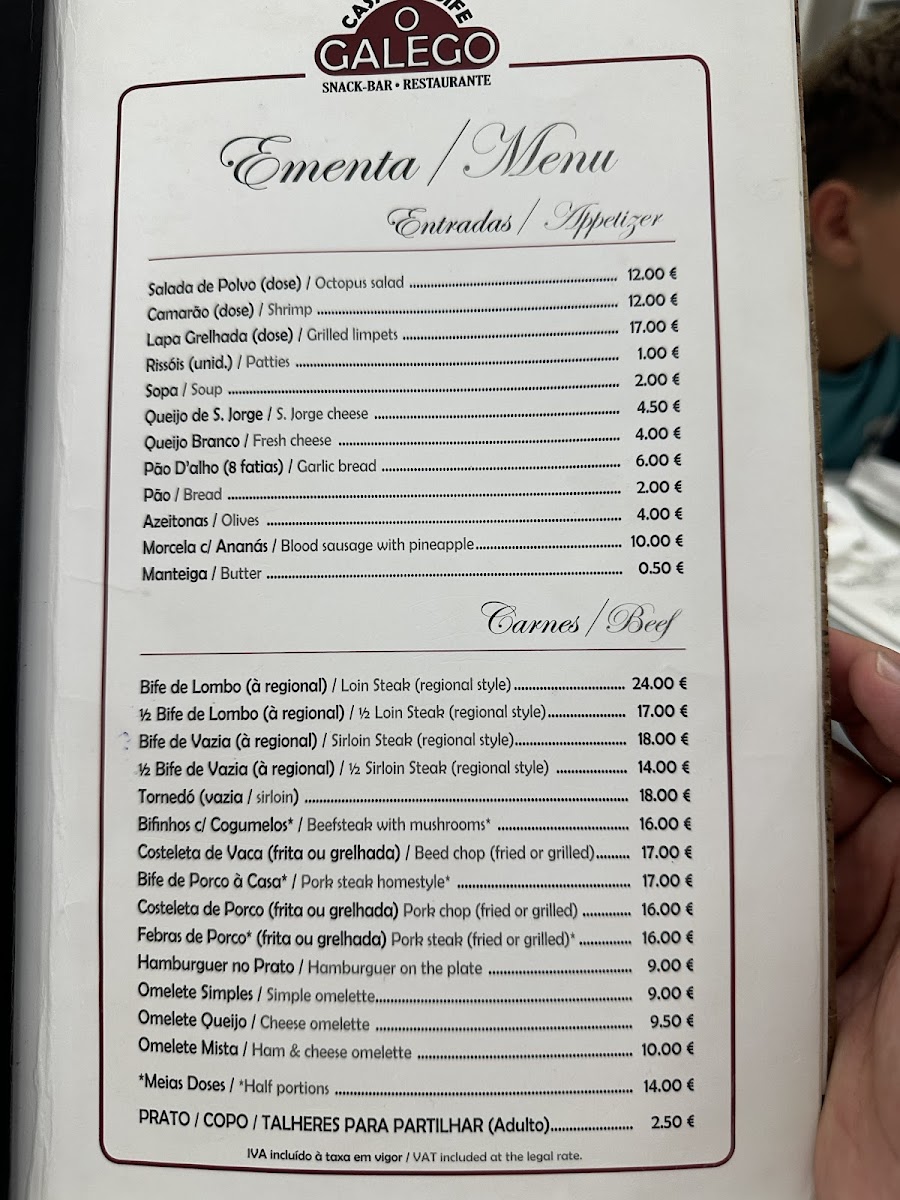 O
GALEGO
SNACK-BAR • RESTAURANTE
Ementa / Menu
Entradas / Appetizer
Salada de Polvo (dose) / Octopus salad 12.00 €
Camarão (dose) / Shrimp 12.00 €
Lapa Grelhada (dose) / Grilled limpets 17.00 €
Rissóis (unid.) / Patties 1.00 €
Sopa / Soup 2.00 €
Queijo de S. Jorge / S. Jorge cheese 4.50 €
Queijo Branco / Fresh cheese 4.00 €
Pão D'alho (8 fatias) / Garlic bread 6.00 €
Pão / Bread 2.00 €
Azeitonas / Olives 4.00 €
Morcela c/ Ananás / Blood sausage with pineapple 10.00 €
Manteiga / Butter 0.50 €
Carnes / Beef
Bife de Lombo (à regional) / Loin Steak (regional style) 24.00 €
½ Bife de Lombo (à regional) / ½ Loin Steak (regional style) 17.00 €
Bife de Vazia (à regional) / Sirloin Steak (regional style) 18.00 €
½ Bife de Vazia (à regional) / ½ Sirloin Steak (regional style) 14.00 €
Tornedó (vazia / sirloin) 18.00 €
Bifinhos c/ Cogumelos* / Beefsteak with mushrooms* 16.00 €
Costeleta de Vaca (frita ou grelhada) / Beed chop (fried or grilled) 17.00 €
Bife de Porco à Casa* / Pork steak homestyle* 17.00 €
Costeleta de Porco (frita ou grelhada) Pork chop (fried or grilled) 16.00 €
Febras de Porco* (frita ou grelhada) Pork steak (fried or grilled)* 16.00 €
Hamburguer no Prato / Hamburguer on the plate 9.00 €
Omelete Simples / Simple omelette 9.00 €
Omelete Queijo / Cheese omelette 9.50 €
Omelete Mista / Ham & cheese omelette 10.00 €
*Meias Doses / *Half portions 14.00 €
PRATO / COPO / TALHERES PARA PARTILHAR (Adulto) 2.50 €
IVA incluído à taxa em vigor / VAT included at the legal rate.